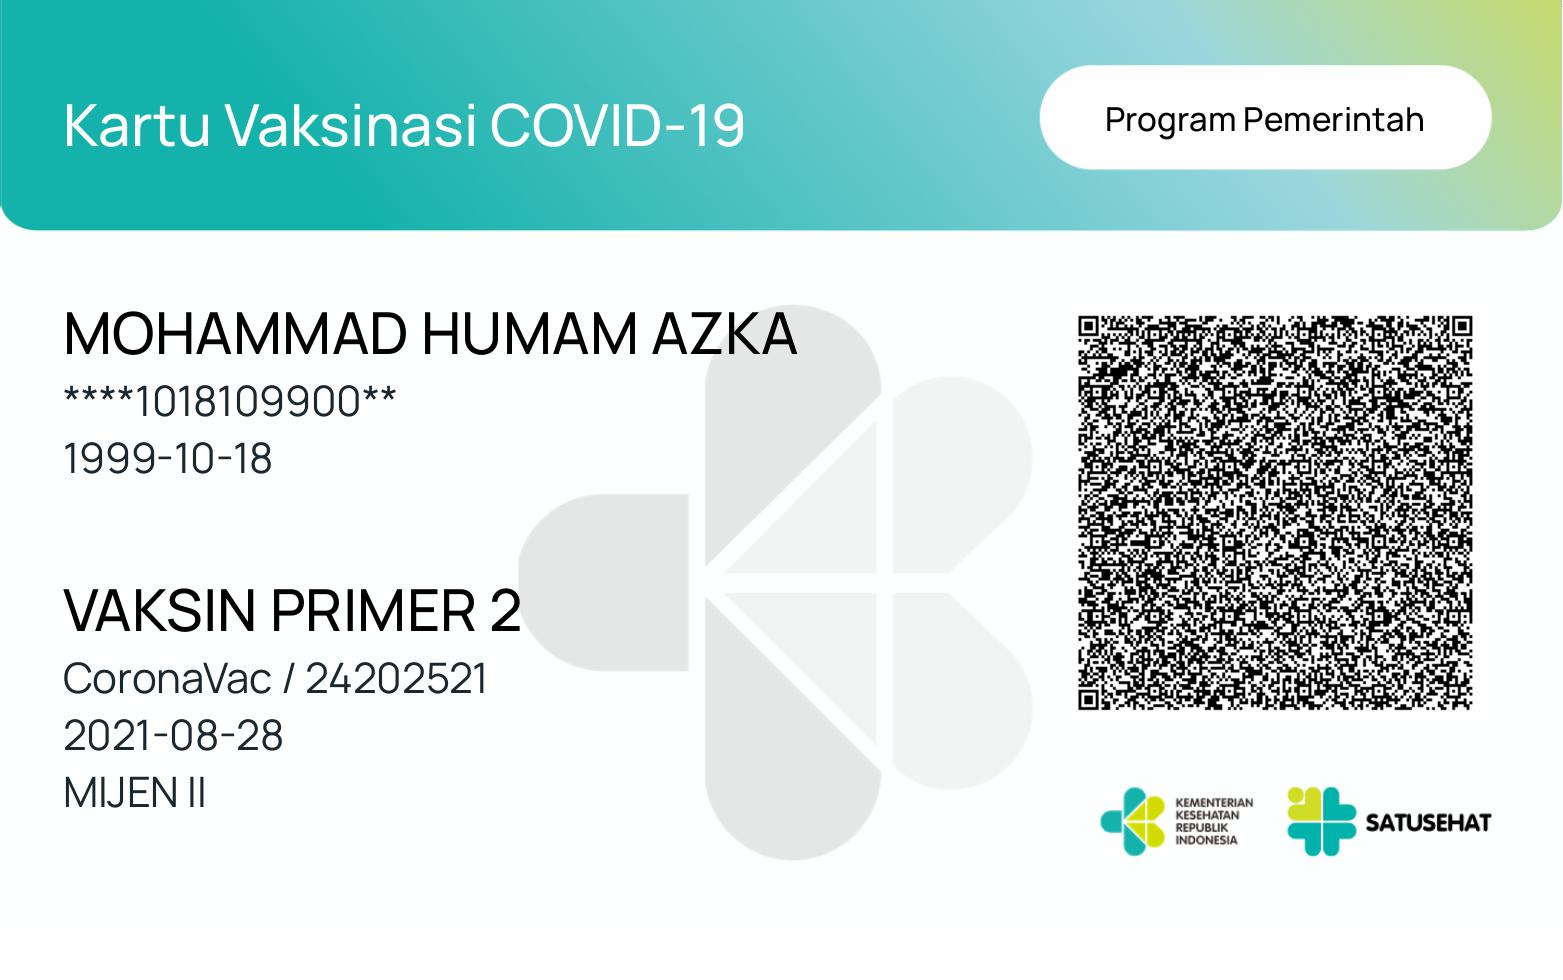 Kartu Vaksinasi COVID-19
Program Pemerintah
MOHAMMAD HUMAM AZKA
****1018109900**
1999-10-18
VAKSIN PRIMER 2
CoronaVac / 24202521
2021-08-28
MIJEN II
KEMENTERIAN
KESEHATAN
REPUBLIK
INDONESIA
SATUSEHAT